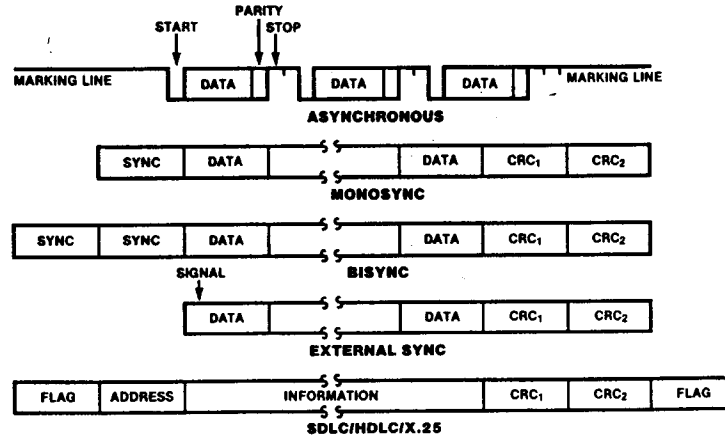 PARITY
START STOP
MARKING LINE DATA DATA DATA MARKING LINE
ASYNCHRONOUS
SYNC DATA DATA CRC1 CRC2
MONOSYNC
SYNC SYNC DATA DATA CRC1 CRC2
BISYNC
SIGNAL
DATA DATA CRC1 CRC2
EXTERNAL SYNC
FLAG ADDRESS INFORMATION CRC1 CRC2 FLAG
SDLC/HDLC/X.25